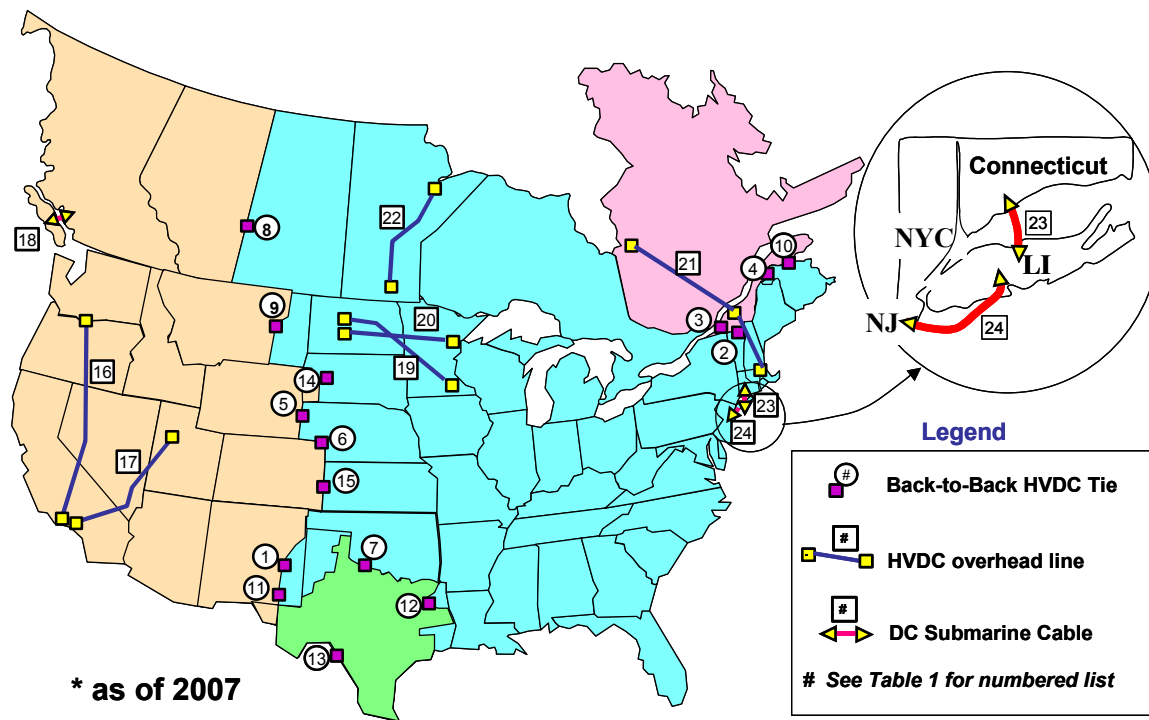 Connecticut
23
NYC
LI
NJ
24
18
8
22
21
10
4
9
20
3
2
16
19
14
5
23
24
6
17
15
Legend
#
Back-to-Back HVDC Tie
#
HVDC overhead line
#
DC Submarine Cable
# See Table 1 for numbered list
1
7
11
12
13
* as of 2007